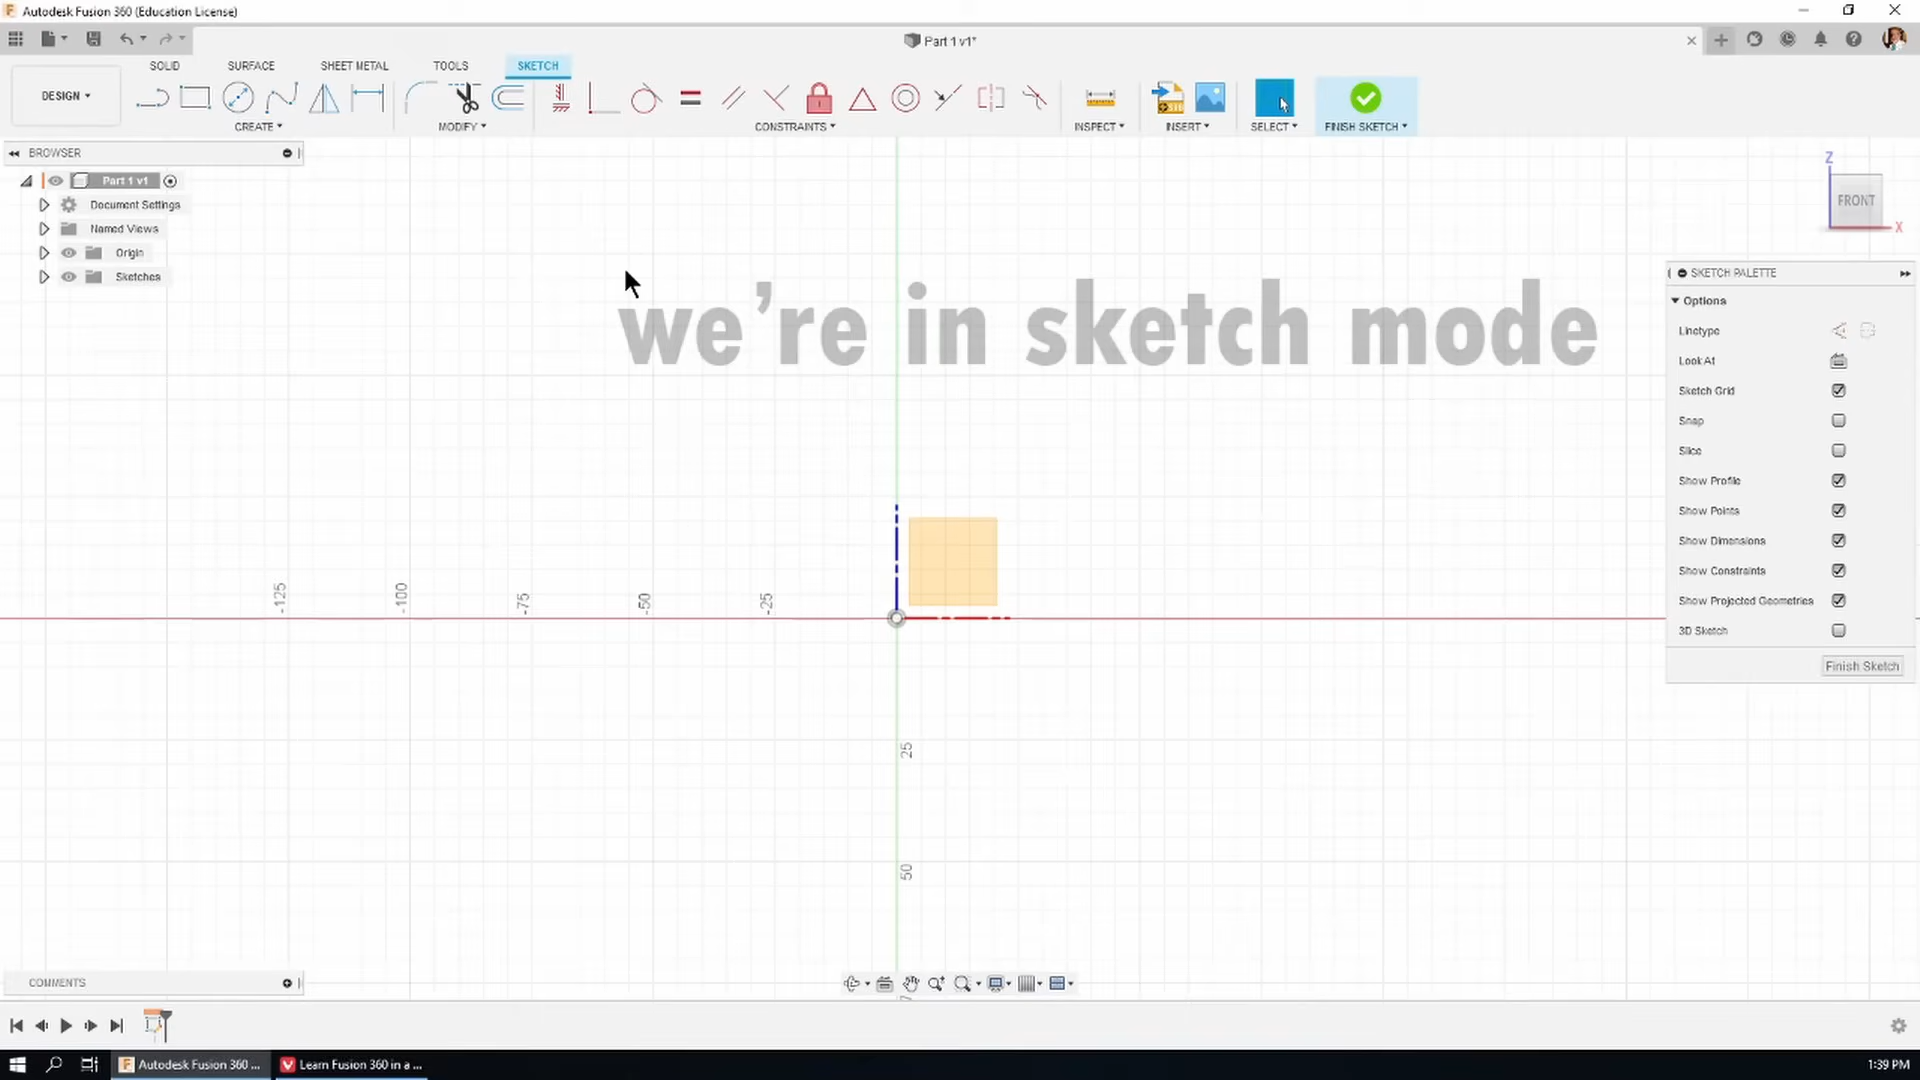 Autodesk Fusion 360 (Education License)
Part 1 v1*
SOLID SURFACE SHEET METAL TOOLS SKETCH
DESIGN
CREATE MODIFY CONSTRAINTS INSPECT INSERT SELECT FINISH SKETCH
BROWSER
Part 1 v1
Document Settings
Named Views
Origin
Sketches
Z
FRONT
X
we're in sketch mode
SKETCH PALETTE
Options
Linetype
Look At
Sketch Grid
Snap
Slice
Show Profile
Show Points
Show Dimensions
Show Constraints
Show Projected Geometries
3D Sketch
Finish Sketch
-125 -100 -75 -50 -25
25
50
COMMENTS
Autodesk Fusion 360 ...
Learn Fusion 360 in a ...
1:39 PM